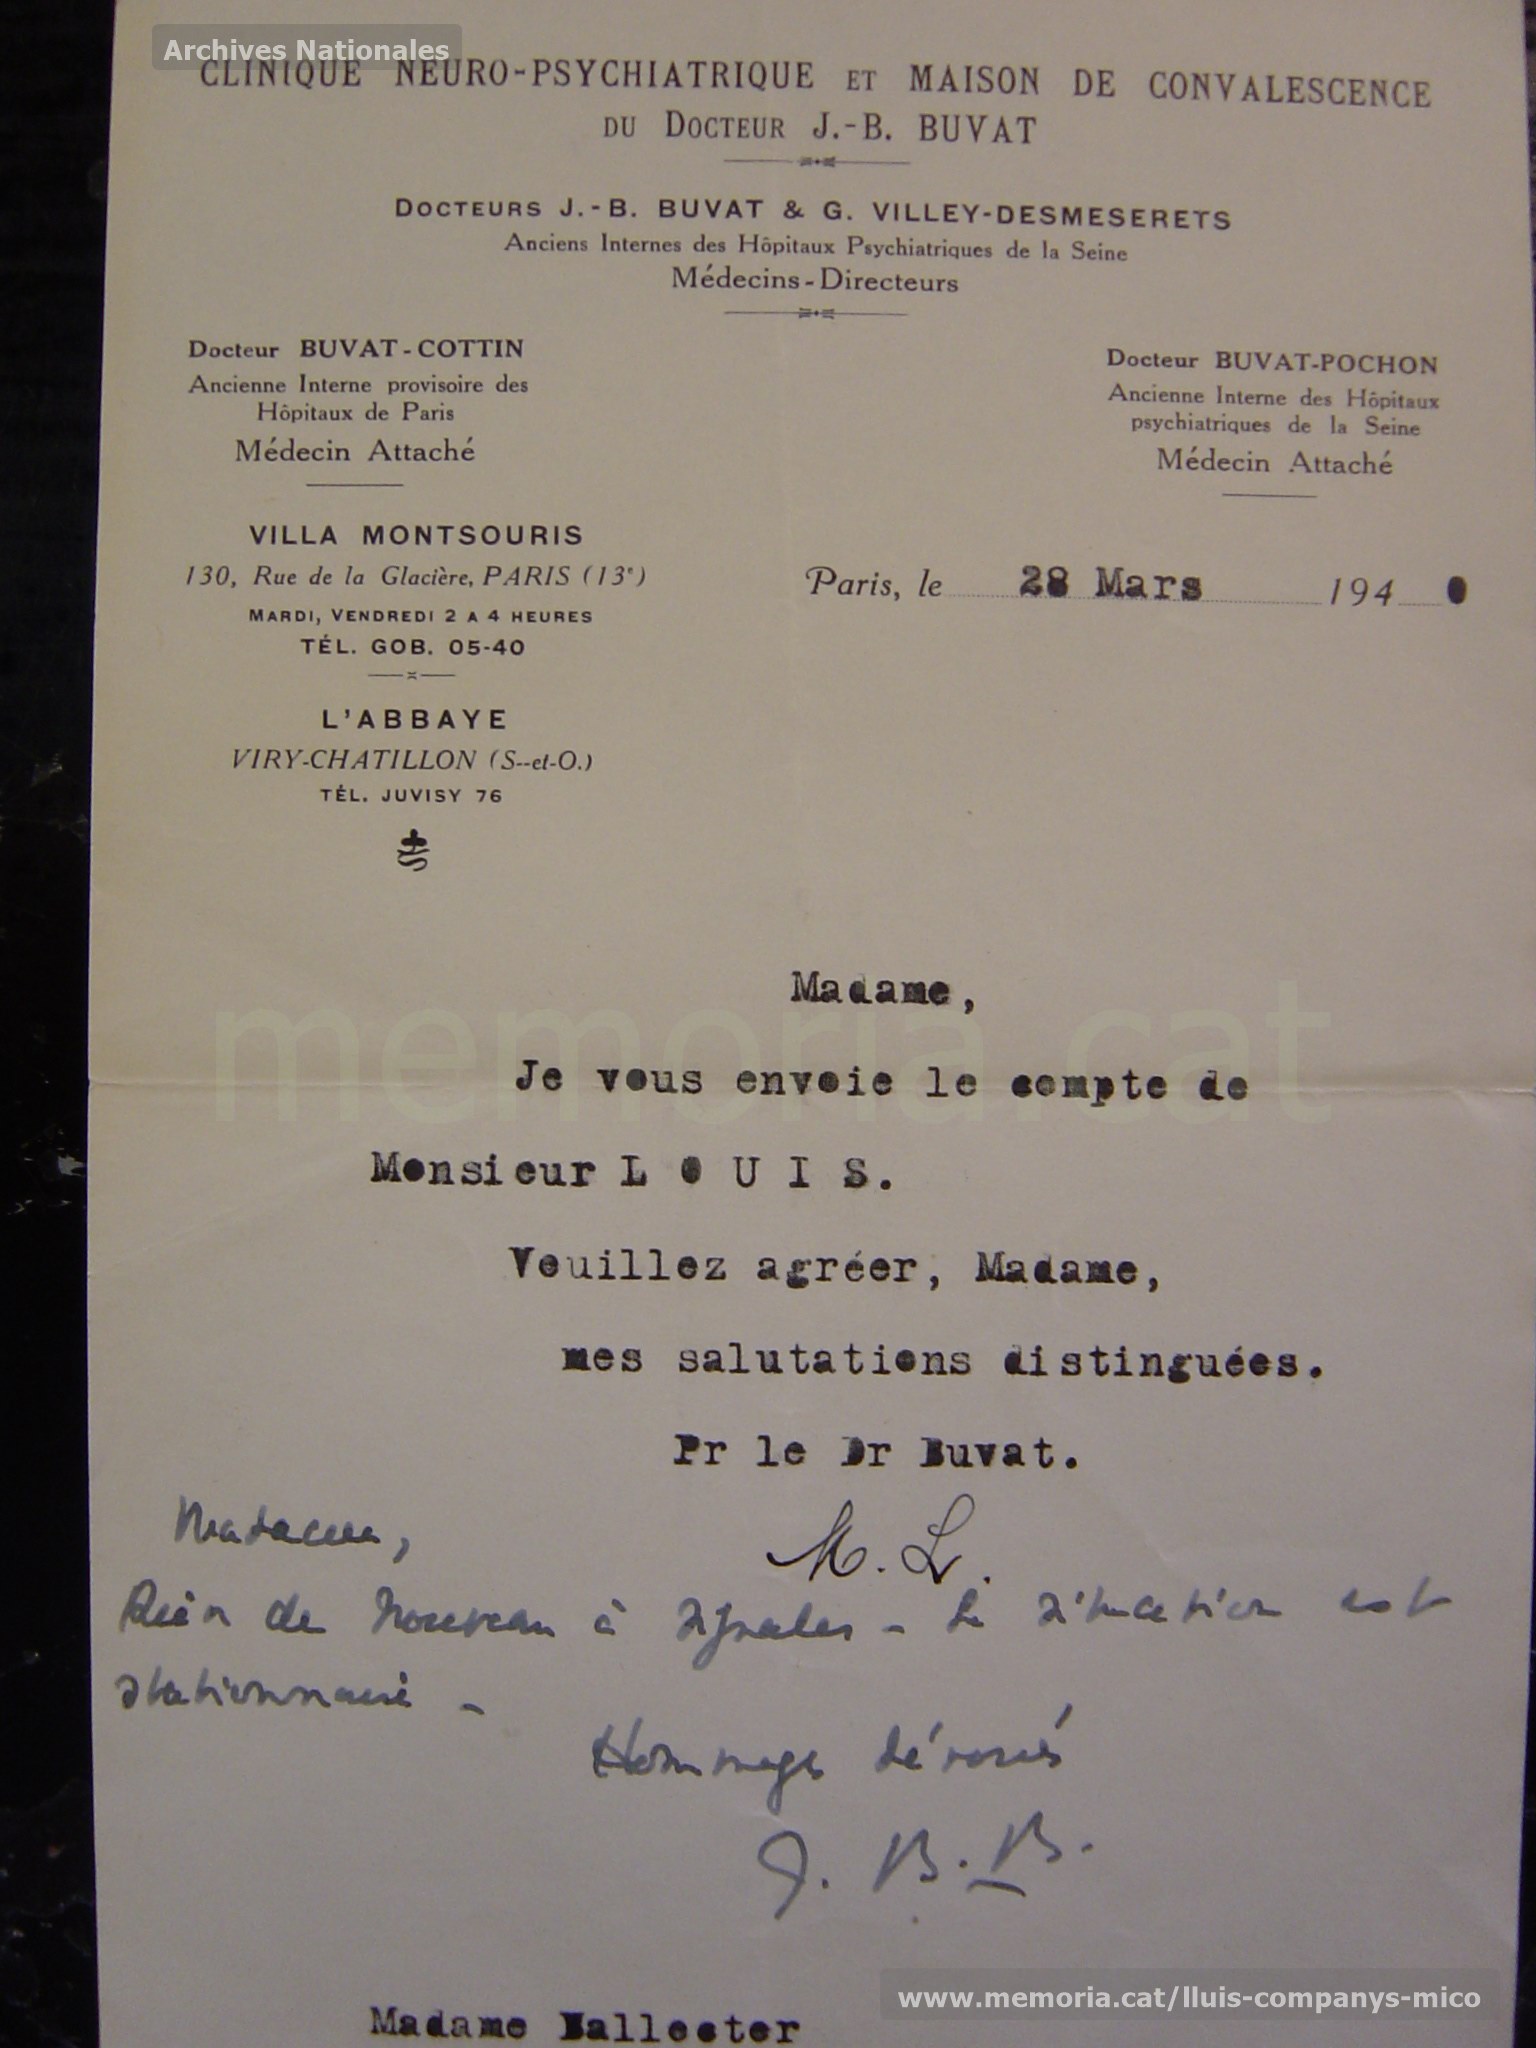 Archives Nationales
CLINIQUE NEURO-PSYCHIATRIQUE ET MAISON DE CONVALESCENCE
DU DOCTEUR J.-B. BUVAT
DOCTEURS J.-B. BUVAT & G. VILLEY-DESMESERETS
Anciens Internes des Hôpitaux Psychiatriques de la Seine
Médecins-Directeurs
Docteur BUVAT-COTTIN
Ancienne Interne provisoire des
Hôpitaux de Paris
Médecin Attaché
Docteur BUVAT-POCHON
Ancienne Interne des Hôpitaux
psychiatriques de la Seine
Médecin Attaché
VILLA MONTSOURIS
130, Rue de la Glacière, PARIS (13e)
MARDI, VENDREDI 2 A 4 HEURES
TÉL. GOB. 05-40
Paris, le 28 Mars 1940
L'ABBAYE
VIRY-CHATILLON (S--et-O.)
TÉL. JUVISY 76
memoria.cat
Madame,
Je vous envoie le compte de
Monsieur L O U I S.
Veuillez agréer, Madame,
mes salutations distinguées.
Pr le Dr Buvat.
M. L.
Madame,
Rien de nouveau à signaler - La situation est
stationnaire -
Hommages dévoués
J. B. B.
Madame Ballester
www.memoria.cat/lluis-companys-mico